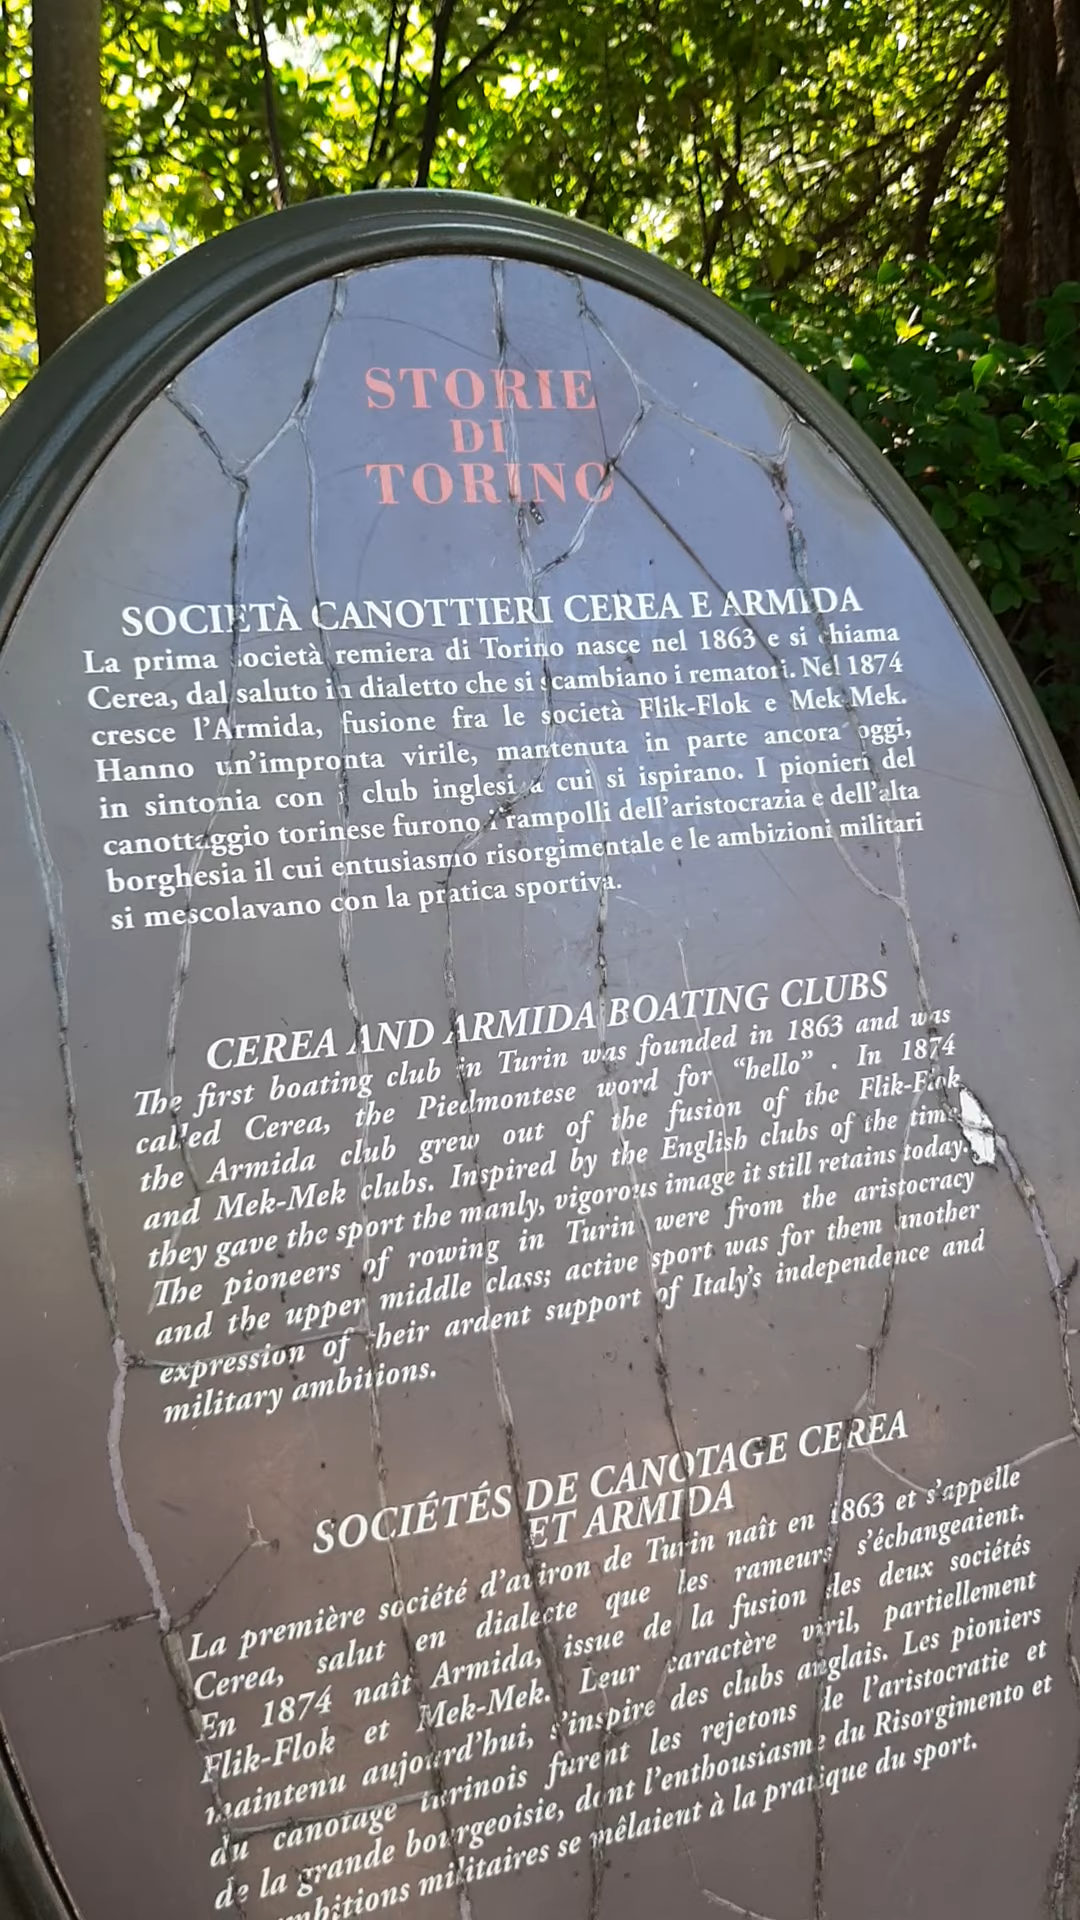 STORIE
DI
TORINO
SOCIETÀ CANOTTIERI CEREA E ARMIDA
La prima società remiera di Torino nasce nel 1863 e si chiama
Cerea, dal saluto in dialetto che si scambiano i rematori. Nel 1874
cresce l'Armida, fusione fra le società Flik-Flok e Mek-Mek.
Hanno un'impronta virile, mantenuta in parte ancora oggi,
in sintonia con i club inglesi a cui si ispirano. I pionieri del
canottaggio torinese furono i rampolli dell'aristocrazia e dell'alta
borghesia il cui entusiasmo risorgimentale e le ambizioni militari
si mescolavano con la pratica sportiva.
CEREA AND ARMIDA BOATING CLUBS
The first boating club in Turin was founded in 1863 and was
called Cerea, the Piedmontese word for “hello” . In 1874
the Armida club grew out of the fusion of the Flik-Flok
and Mek-Mek clubs. Inspired by the English clubs of the time
they gave the sport the manly, vigorous image it still retains today.
The pioneers of rowing in Turin were from the aristocracy
and the upper middle class; active sport was for them another
expression of their ardent support of Italy's independence and
military ambitions.
SOCIÉTÉS DE CANOTAGE CEREA
ET ARMIDA
La première société d'aviron de Turin naît en 1863 et s'appelle
Cerea, salut en dialecte que les rameurs s'échangeaient.
En 1874 naît Armida, issue de la fusion des deux sociétés
Flik-Flok et Mek-Mek. Leur caractère viril, partiellement
maintenu aujourd'hui, s'inspire des clubs anglais. Les pioniers
du canotage turinois furent les rejetons de l'aristocratie et
de la grande bourgeoisie, dont l'enthousiasme du Risorgimento et
ambitions militaires se mêlaient à la pratique du sport.